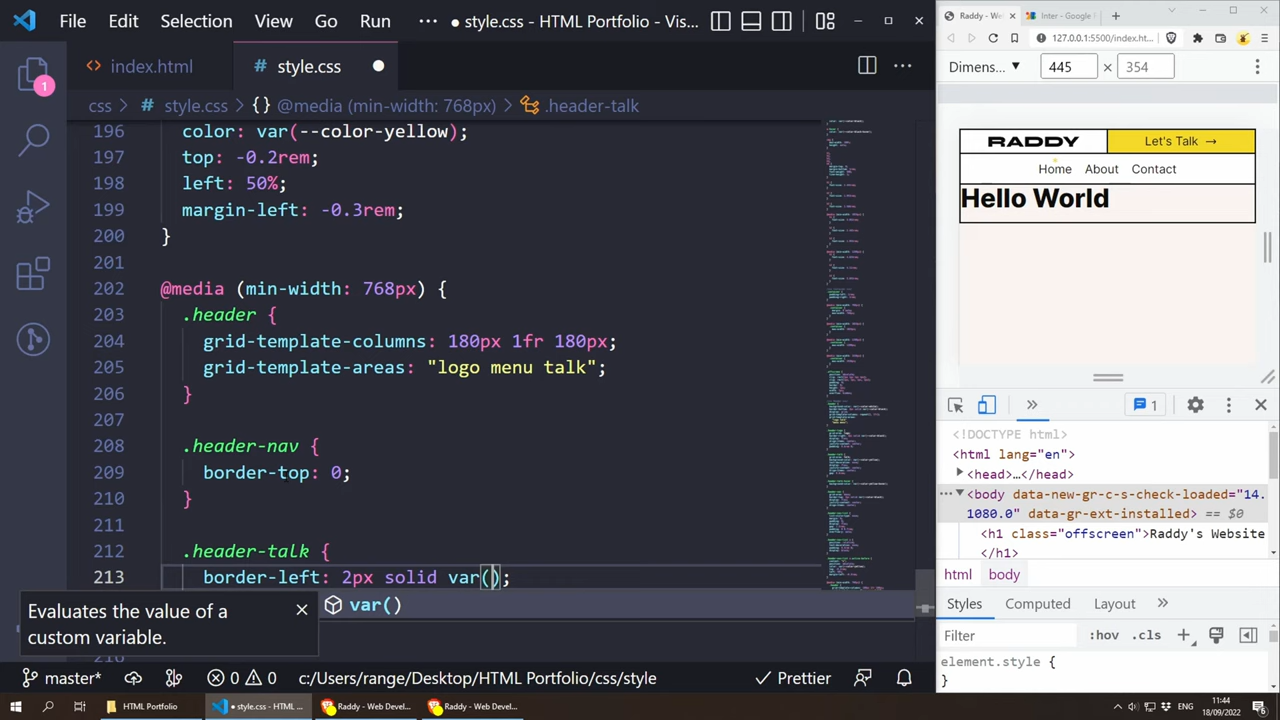 File Edit Selection View Go Run ··· ● style.css - HTML Portfolio - Vis...
index.html
# style.css ●
css > # style.css > {} @media (min-width: 768px) > .header-talk
196 color: var(--color-yellow);
197 top: -0.2rem;
198 left: 50%;
199 margin-left: -0.3rem;
200 }
201
202 @media (min-width: 768px) {
203 .header {
204 grid-template-columns: 180px 1fr 180px;
205 grid-template-areas: "logo menu talk";
206 }
207
208 .header-nav {
209 border-top: 0;
210 }
211
212 .header-talk {
213 border-left: 2px solid var();
Evaluates the value of a
custom variable.
var()
1
master* 0 0 c:/Users/range/Desktop/HTML Portfolio/css/style Prettier
Raddy - We
Inter - Google
127.0.0.1:5500/index.ht...
Dimens... 445 × 354
RADDY
Let's Talk →
Home About Contact
Hello World
1
<!DOCTYPE html>
<html lang="en">
<head>…</head>
<body data-new-gr-c-s-check-loaded="14
1080.0" data-gr-ext-installed> == $0
<h1 class="offscreen">Raddy's Website
</h1>
html body
Styles Computed Layout
Filter :hov .cls
element.style {
}
HTML Portfolio
style.css - HTML ...
Raddy - Web Devel...
Raddy - Web Devel...
11:44
18/09/2022
6